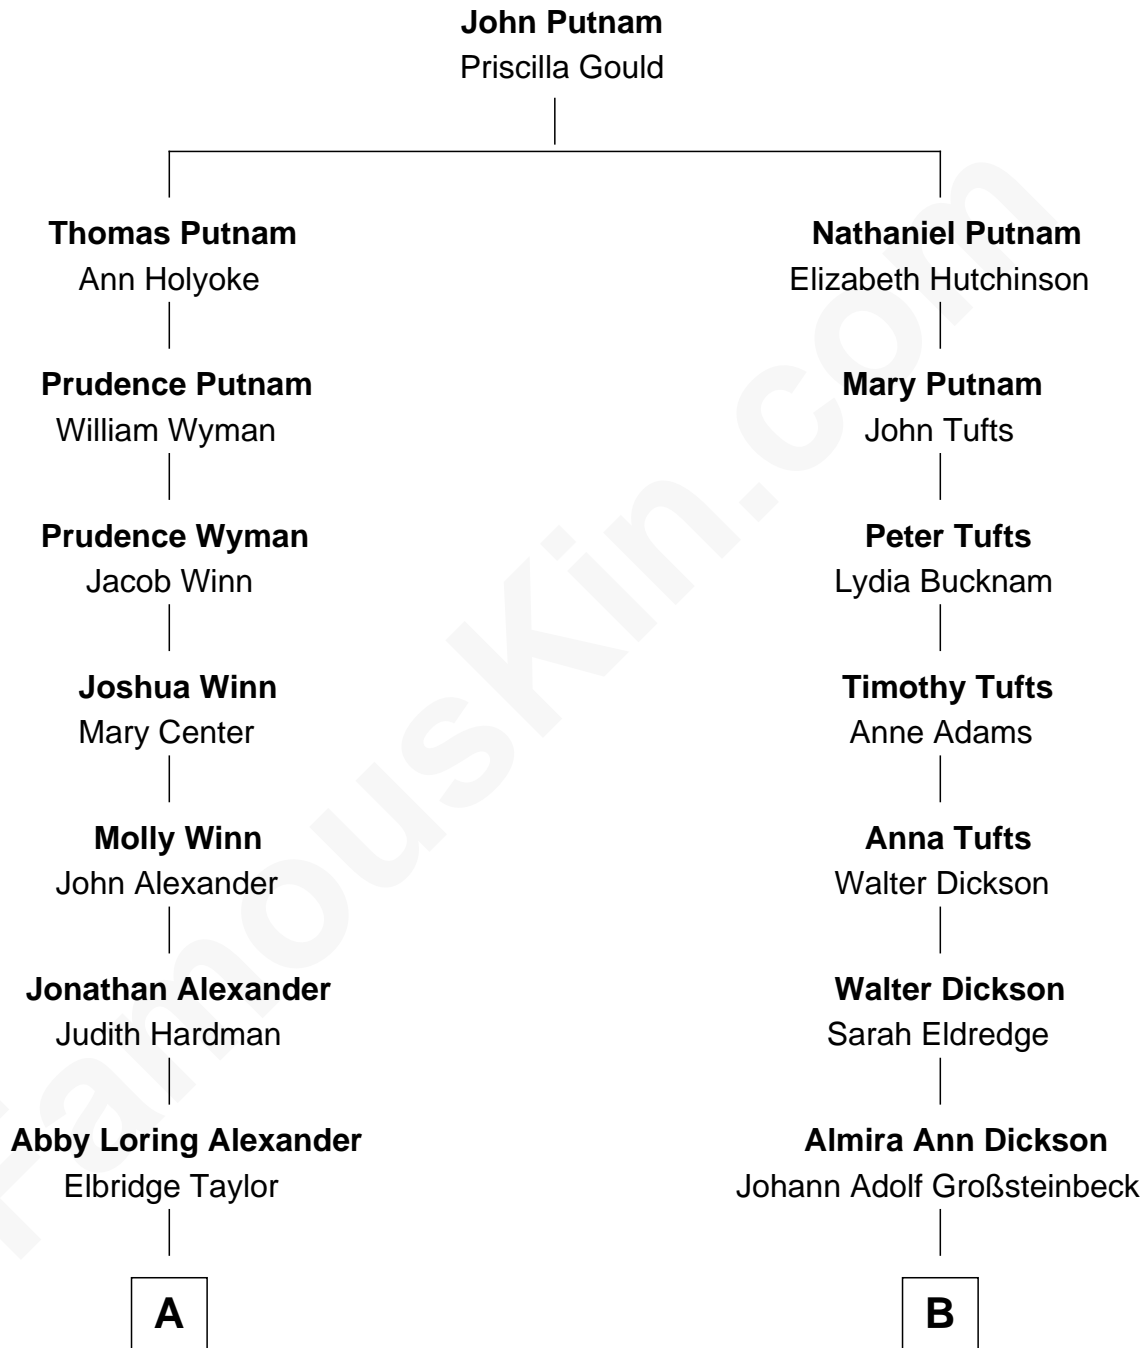 John Putnam
Priscilla Gould
Thomas Putnam
Ann Holyoke
Prudence Putnam
William Wyman
Prudence Wyman
Jacob Winn
Joshua Winn
Mary Center
Molly Winn
John Alexander
Jonathan Alexander
Judith Hardman
Abby Loring Alexander
Elbridge Taylor
A
Nathaniel Putnam
Elizabeth Hutchinson
Mary Putnam
John Tufts
Peter Tufts
Lydia Bucknam
Timothy Tufts
Anne Adams
Anna Tufts
Walter Dickson
Walter Dickson
Sarah Eldredge
Almira Ann Dickson
Johann Adolf Großsteinbeck
B
FamousKin.com